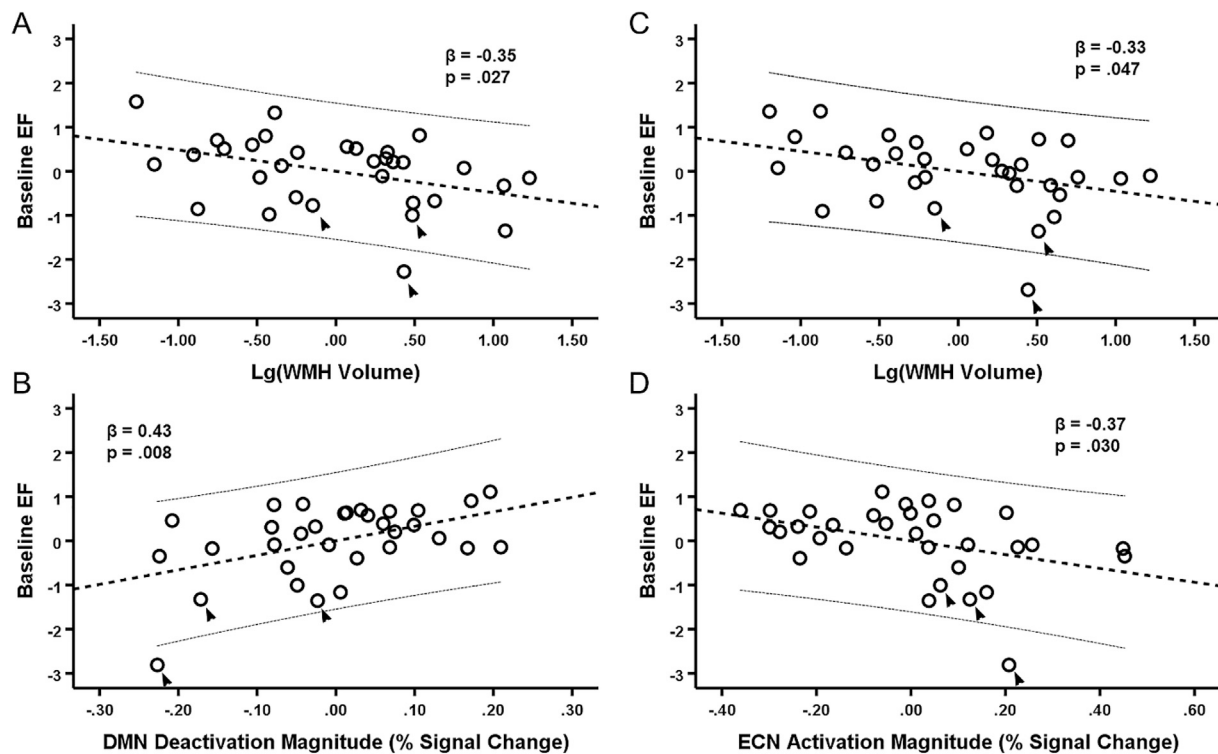 A
β = -0.35
p = .027
Baseline EF
3
2
1
0
-1
-2
-3
-1.50
-1.00
-.50
.00
.50
1.00
1.50
Lg(WMH Volume)
C
β = -0.33
p = .047
Baseline EF
3
2
1
0
-1
-2
-3
-1.50
-1.00
-.50
.00
.50
1.00
1.50
Lg(WMH Volume)
B
β = 0.43
p = .008
Baseline EF
3
2
1
0
-1
-2
-3
-.30
-.20
-.10
.00
.10
.20
.30
DMN Deactivation Magnitude (% Signal Change)
D
β = -0.37
p = .030
Baseline EF
3
2
1
0
-1
-2
-3
-.40
-.20
.00
.20
.40
.60
ECN Activation Magnitude (% Signal Change)